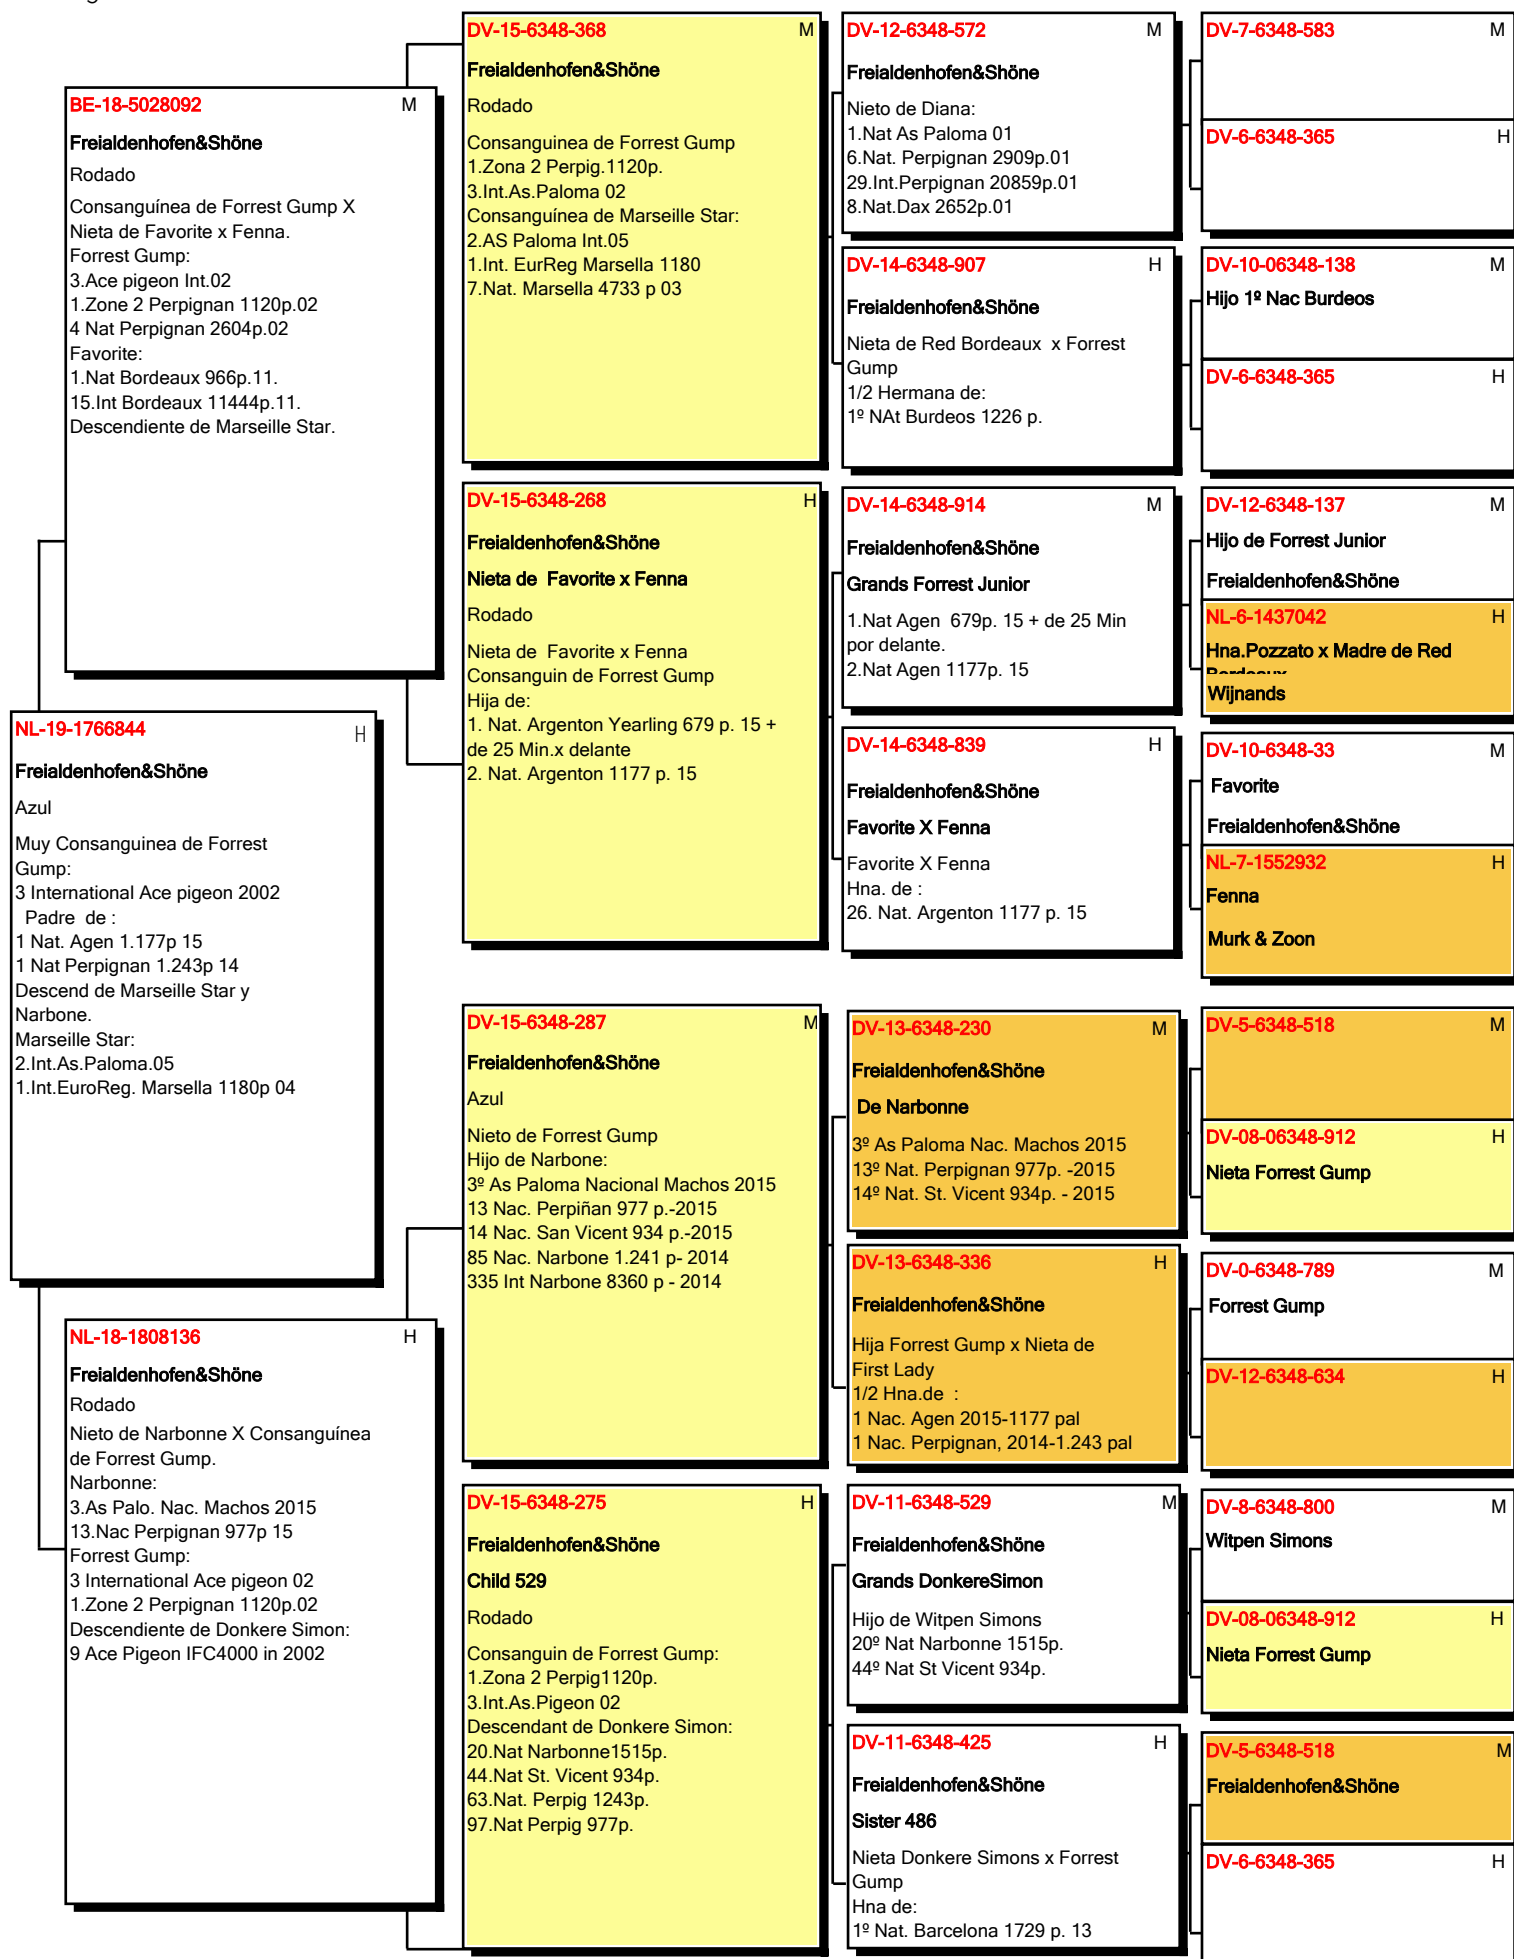 BE-18-5028092 M
Freialdenhofen&Shöne
Rodado
Consanguínea de Forrest Gump X
Nieta de Favorite x Fenna.
Forrest Gump:
3.Ace pigeon Int.02
1.Zone 2 Perpignan 1120p.02
4 Nat Perpignan 2604p.02
Favorite:
1.Nat Bordeaux 966p.11.
15.Int Bordeaux 11444p.11.
Descendiente de Marseille Star.
NL-19-1766844 H
Freialdenhofen&Shöne
Azul
Muy Consanguinea de Forrest
Gump:
3 International Ace pigeon 2002
Padre de :
1 Nat. Agen 1.177p 15
1 Nat Perpignan 1.243p 14
Descend de Marseille Star y
Narbone.
Marseille Star:
2.Int.As.Paloma.05
1.Int.EuroReg. Marsella 1180p 04
NL-18-1808136 H
Freialdenhofen&Shöne
Rodado
Nieto de Narbonne X Consanguínea
de Forrest Gump.
Narbonne:
3.As Palo. Nac. Machos 2015
13.Nac Perpignan 977p 15
Forrest Gump:
3 International Ace pigeon 02
1.Zone 2 Perpignan 1120p.02
Descendiente de Donkere Simon:
9 Ace Pigeon IFC4000 in 2002
DV-15-6348-368 M
Freialdenhofen&Shöne
Rodado
Consanguinea de Forrest Gump
1.Zona 2 Perpig.1120p.
3.Int.As.Paloma 02
Consanguínea de Marseille Star:
2.AS Paloma Int.05
1.Int. EurReg Marsella 1180
7.Nat. Marsella 4733 p 03
DV-15-6348-268 H
Freialdenhofen&Shöne
Nieta de Favorite x Fenna
Rodado
Nieta de Favorite x Fenna
Consanguin de Forrest Gump
Hija de:
1. Nat. Argenton Yearling 679 p. 15 +
de 25 Min.x delante
2. Nat. Argenton 1177 p. 15
DV-15-6348-287 M
Freialdenhofen&Shöne
Azul
Nieto de Forrest Gump
Hijo de Narbone:
3º As Paloma Nacional Machos 2015
13 Nac. Perpiñan 977 p.-2015
14 Nac. San Vicent 934 p.-2015
85 Nac. Narbone 1.241 p- 2014
335 Int Narbone 8360 p - 2014
DV-15-6348-275 H
Freialdenhofen&Shöne
Child 529
Rodado
Consanguin de Forrest Gump:
1.Zona 2 Perpig1120p.
3.Int.As.Pigeon 02
Descendant de Donkere Simon:
20.Nat Narbonne1515p.
44.Nat St. Vicent 934p.
63.Nat. Perpig 1243p.
97.Nat Perpig 977p.
DV-12-6348-572 M
Freialdenhofen&Shöne
Nieto de Diana:
1.Nat As Paloma 01
6.Nat. Perpignan 2909p.01
29.Int.Perpignan 20859p.01
8.Nat.Dax 2652p.01
DV-14-6348-907 H
Freialdenhofen&Shöne
Nieta de Red Bordeaux x Forrest
Gump
1/2 Hermana de:
1º NAt Burdeos 1226 p.
DV-14-6348-914 M
Freialdenhofen&Shöne
Grands Forrest Junior
1.Nat Agen 679p. 15 + de 25 Min
por delante.
2.Nat Agen 1177p. 15
DV-14-6348-839 H
Freialdenhofen&Shöne
Favorite X Fenna
Favorite X Fenna
Hna. de :
26. Nat. Argenton 1177 p. 15
DV-13-6348-230 M
Freialdenhofen&Shöne
De Narbonne
3º As Paloma Nac. Machos 2015
13º Nat. Perpignan 977p. -2015
14º Nat. St. Vicent 934p. - 2015
DV-13-6348-336 H
Freialdenhofen&Shöne
Hija Forrest Gump x Nieta de
First Lady
1/2 Hna.de :
1 Nac. Agen 2015-1177 pal
1 Nac. Perpignan, 2014-1.243 pal
DV-11-6348-529 M
Freialdenhofen&Shöne
Grands DonkereSimon
Hijo de Witpen Simons
20º Nat Narbonne 1515p.
44º Nat St Vicent 934p.
DV-11-6348-425 H
Freialdenhofen&Shöne
Sister 486
Nieta Donkere Simons x Forrest
Gump
Hna de:
1º Nat. Barcelona 1729 p. 13
DV-7-6348-583 M
DV-6-6348-365 H
DV-10-06348-138 M
Hijo 1º Nac Burdeos
DV-6-6348-365 H
DV-12-6348-137 M
Hijo de Forrest Junior
Freialdenhofen&Shöne
NL-6-1437042 H
Hna.Pozzato x Madre de Red
Bordeaux
Wijnands
DV-10-6348-33 M
Favorite
Freialdenhofen&Shöne
NL-7-1552932 H
Fenna
Murk & Zoon
DV-5-6348-518 M
DV-08-06348-912 H
Nieta Forrest Gump
DV-0-6348-789 M
Forrest Gump
DV-12-6348-634 H
DV-8-6348-800 M
Witpen Simons
DV-08-06348-912 H
Nieta Forrest Gump
DV-5-6348-518 M
Freialdenhofen&Shöne
DV-6-6348-365 H